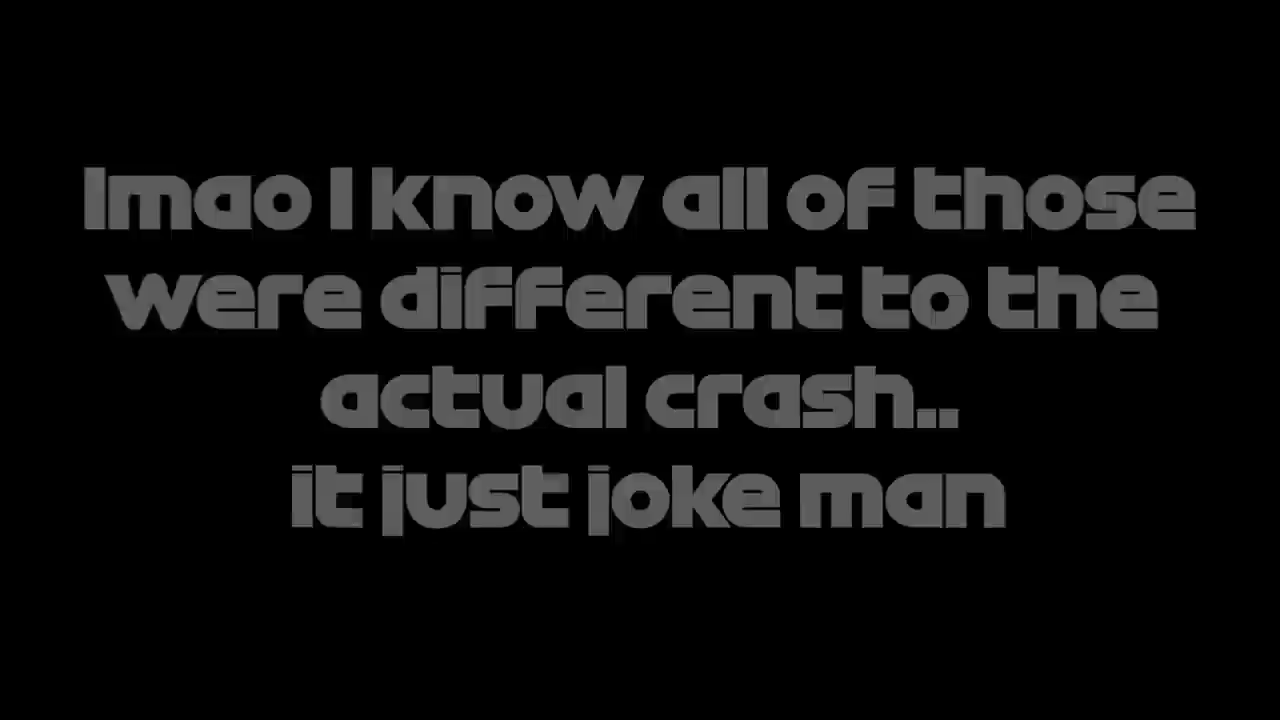 lmao I know all of those
were different to the
actual crash..
it just joke man